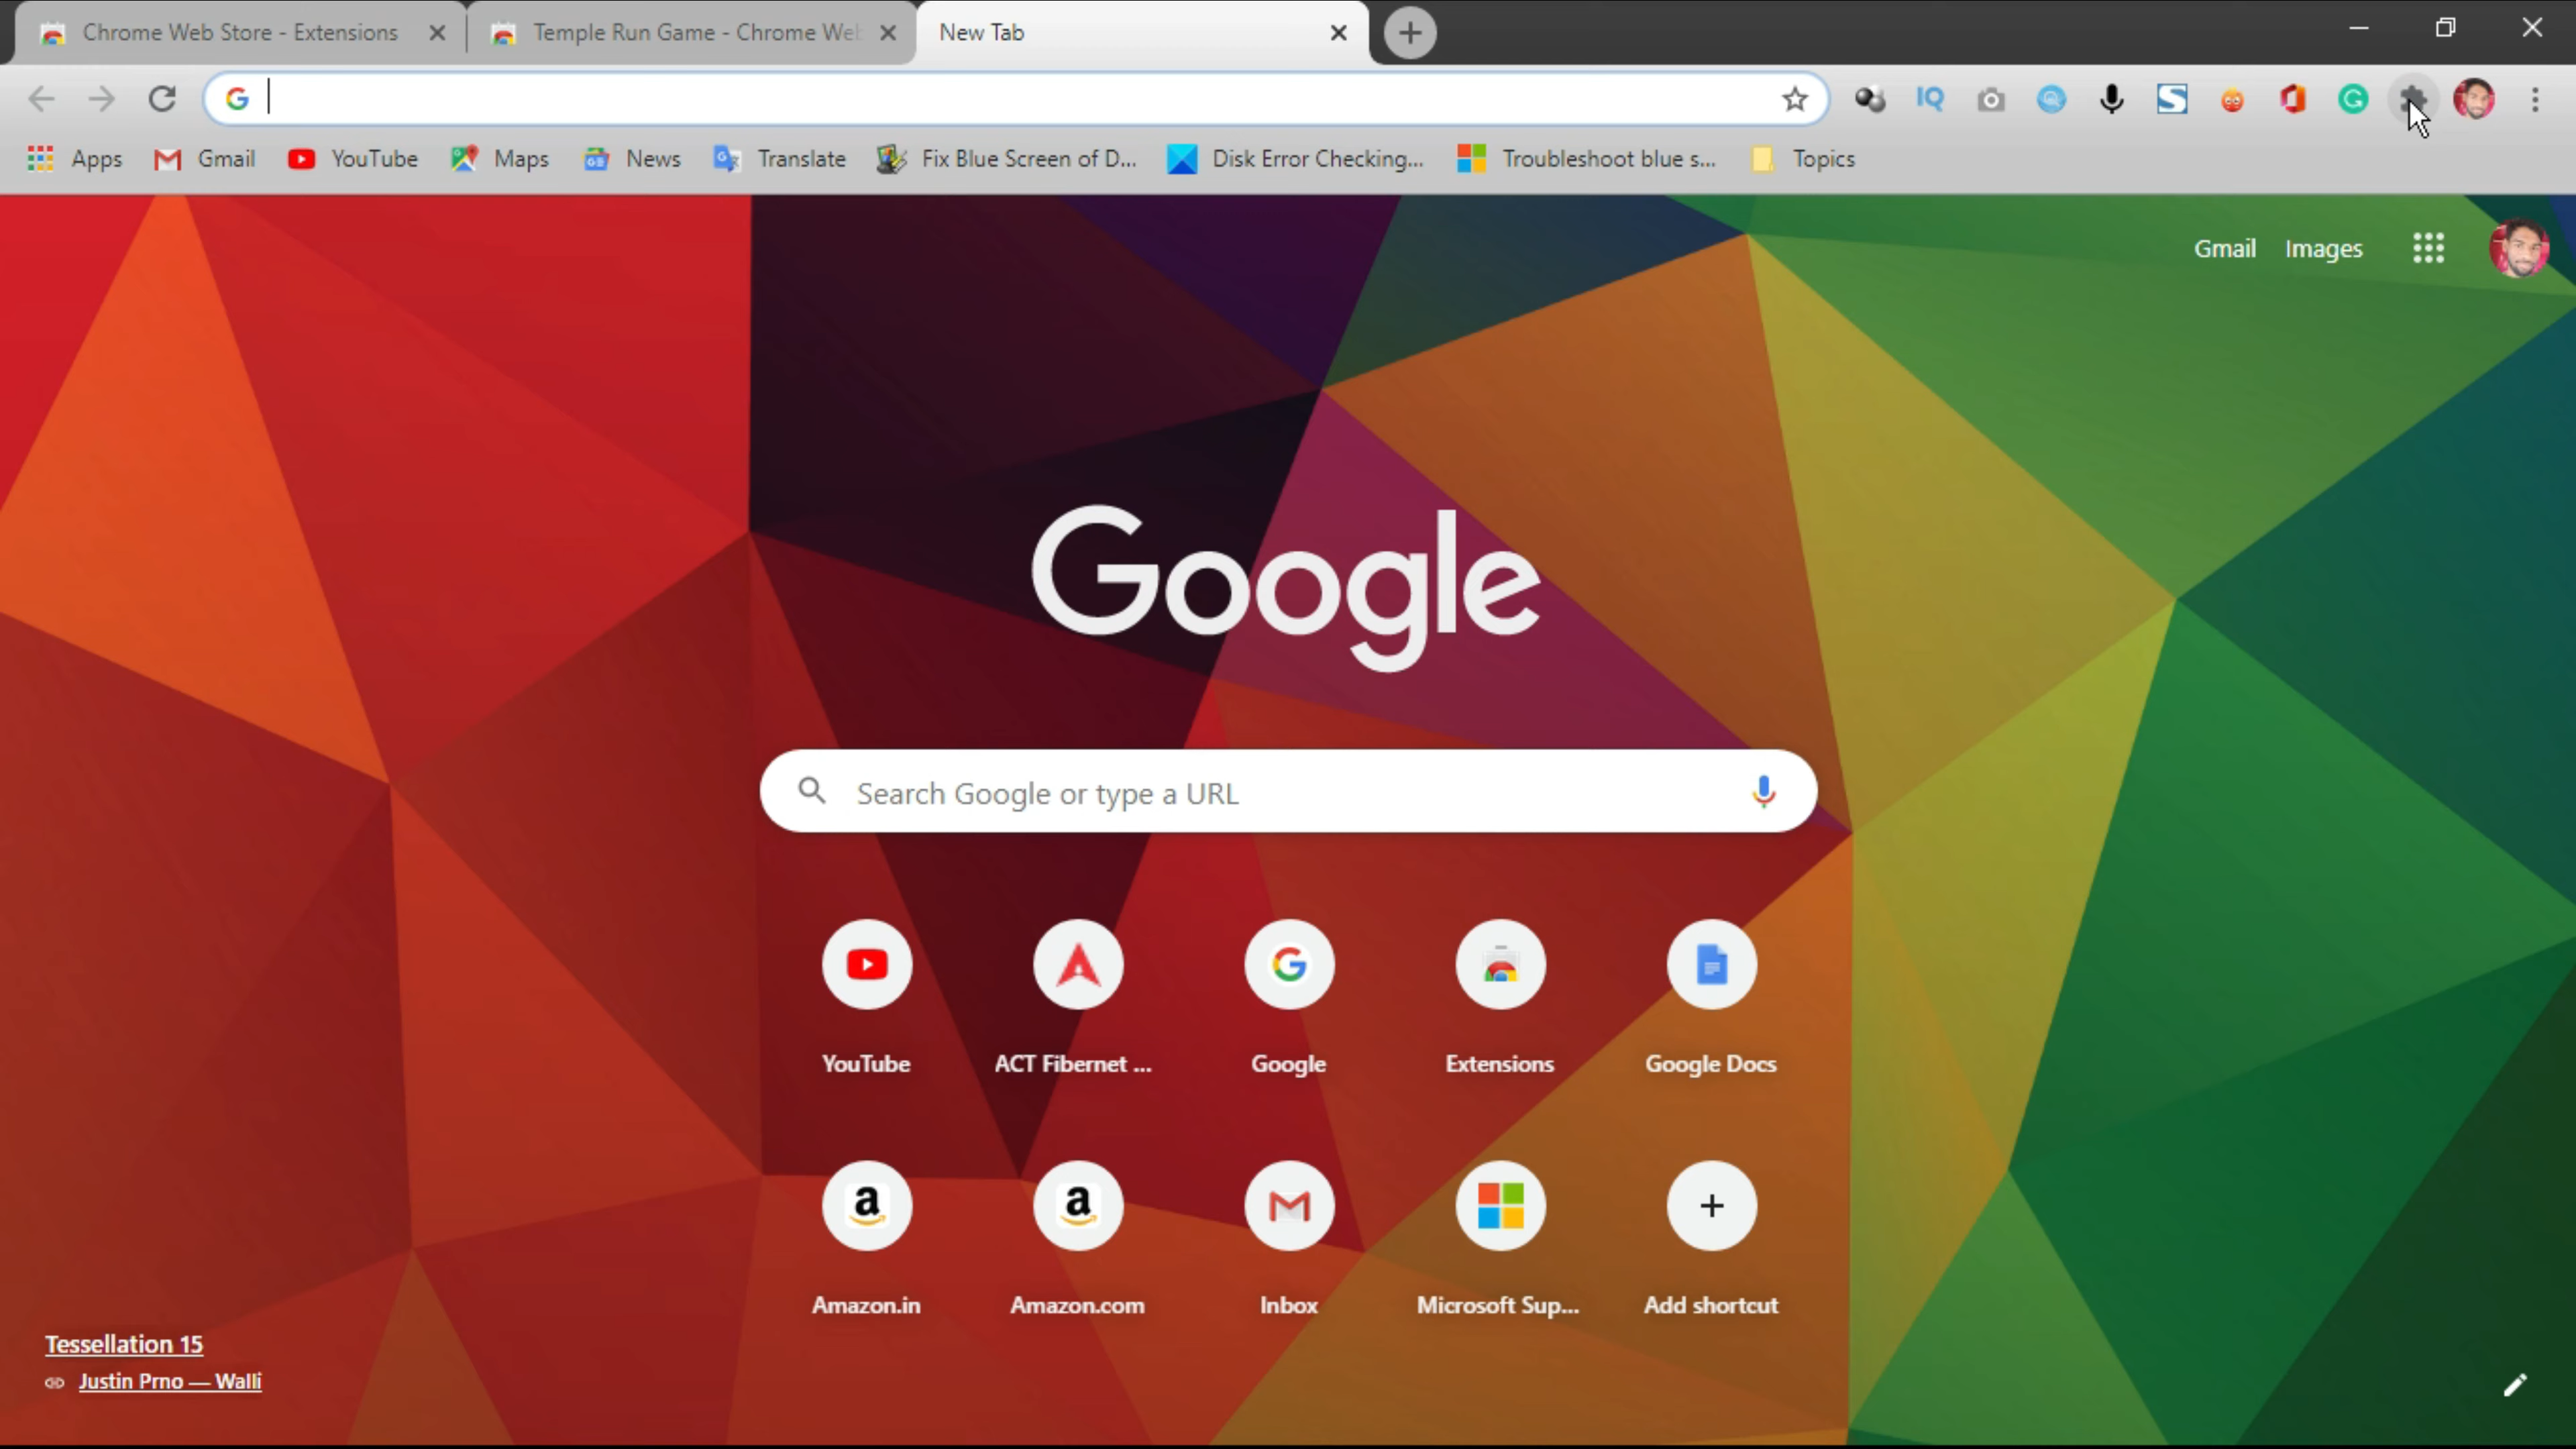 Chrome Web Store - Extensions
Temple Run Game - Chrome Web
New Tab
IQ
Apps
Gmail
YouTube
Maps
News
Translate
Fix Blue Screen of D...
Disk Error Checking...
Troubleshoot blue s...
Topics
Gmail
Images
Google
Search Google or type a URL
YouTube
ACT Fibernet ...
Google
Extensions
Google Docs
Amazon.in
Amazon.com
Inbox
Microsoft Sup...
Add shortcut
Tessellation 15
Justin Prno — Walli